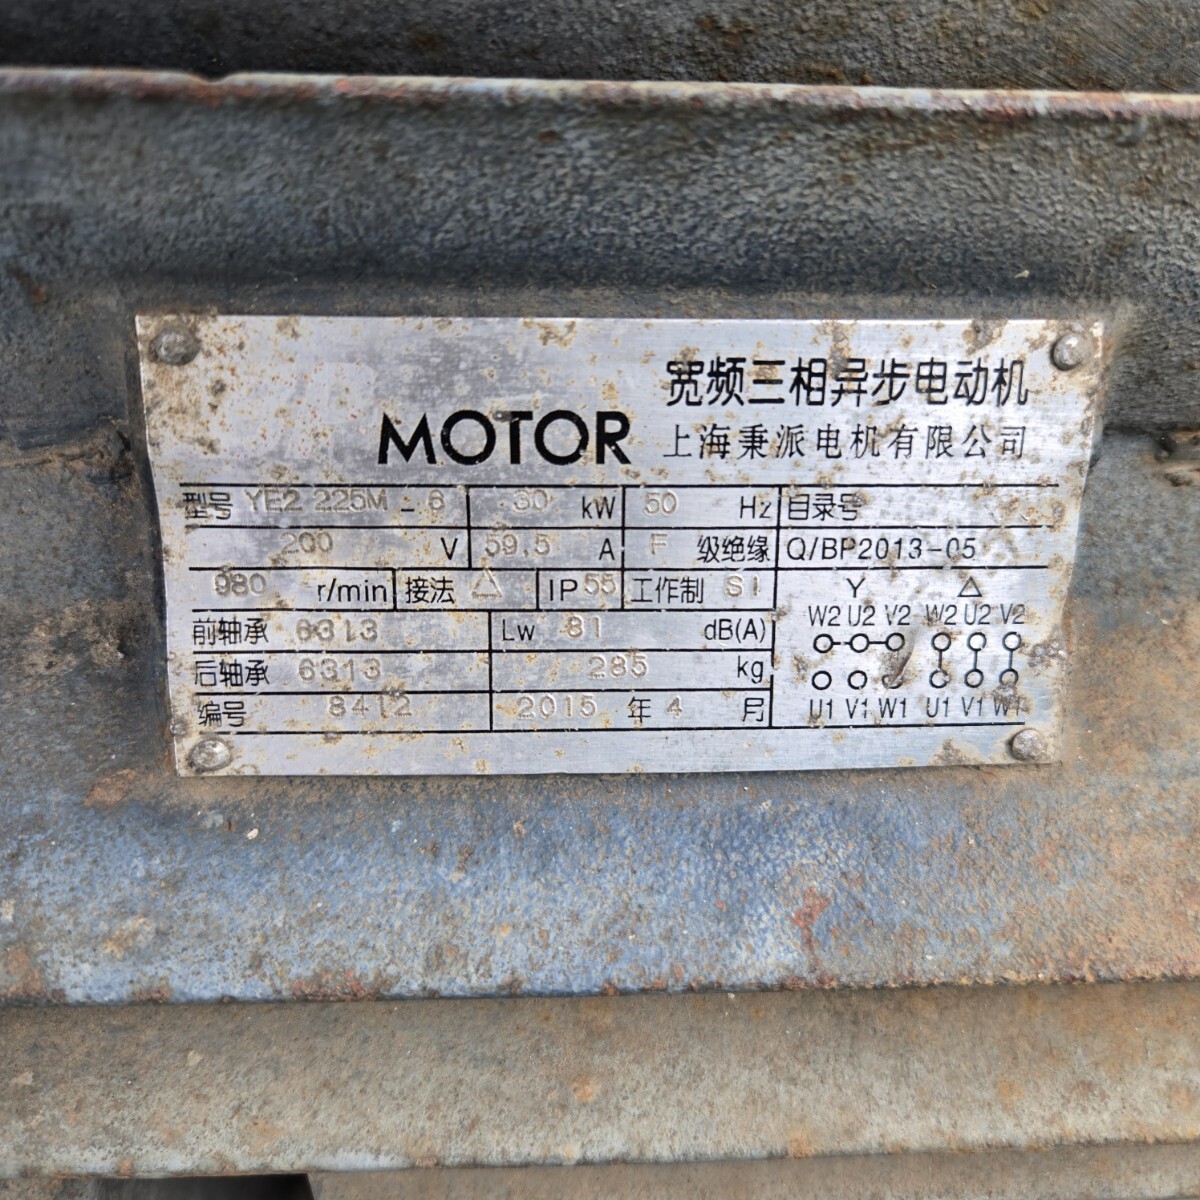 宽频三相异步电动机
MOTOR 上海秉派电机有限公司
型号 YE2 225M - 6 30 kW 50 Hz 目录号
200 V 59.5 A F 级绝缘 Q/BP2013-05
980 r/min 接法 △ IP 55 工作制 S1 Y △
W2 U2 V2 W2 U2 V2
前轴承 6313 Lw 81 dB(A)
后轴承 6313 285 kg
编号 8412 2015 年 4 月 U1 V1 W1 U1 V1 W1